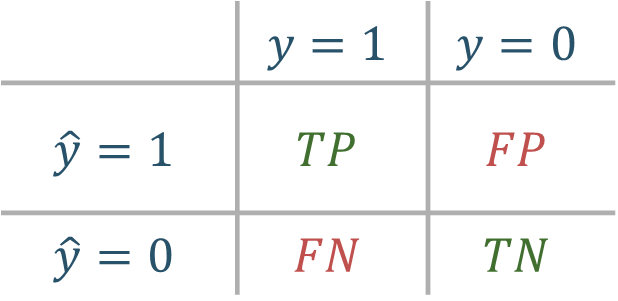 y = 1 y = 0
ŷ = 1 TP FP
ŷ = 0 FN TN